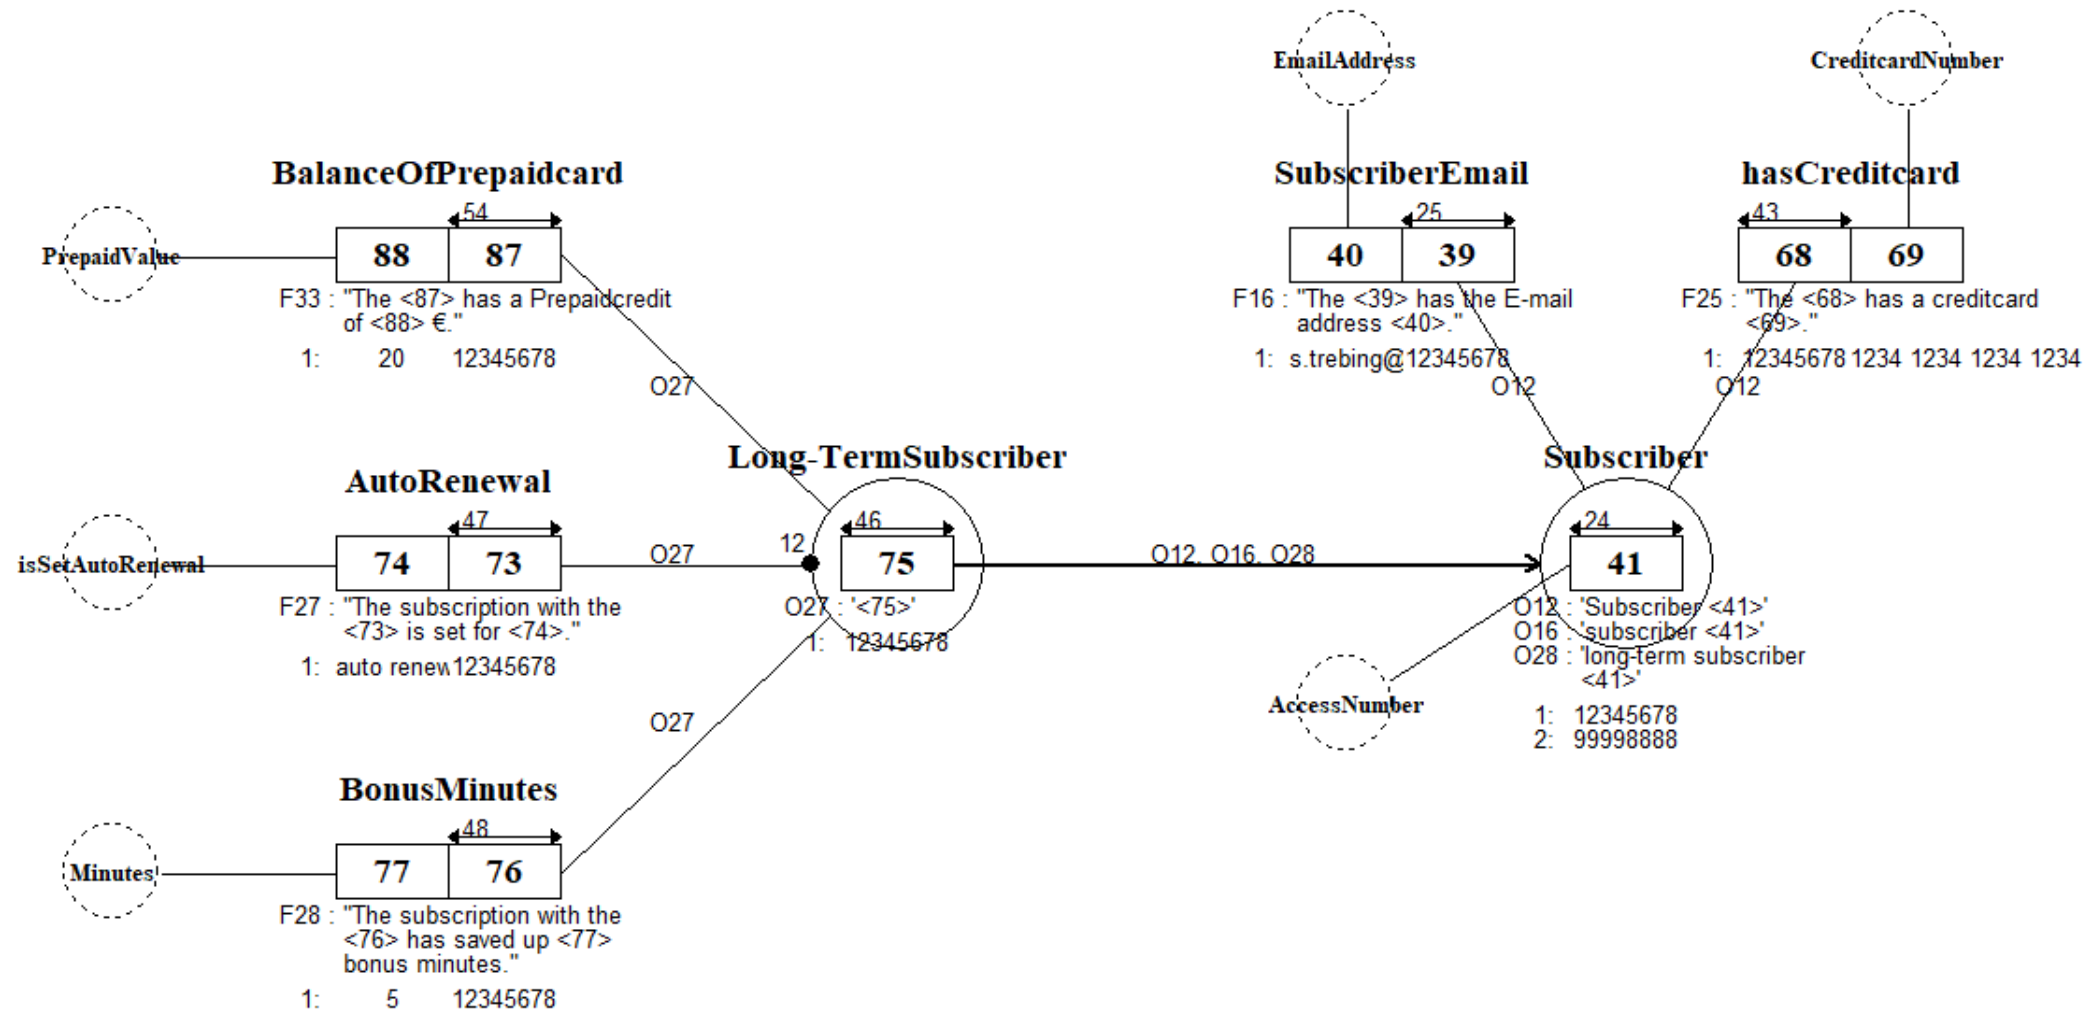 EmailAddress
CreditcardNumber
BalanceOfPrepaidcard
SubscriberEmail
hasCreditcard
54
25
43
PrepaidValue
88 87
40 39
68 69
F33 : "The <87> has a Prepaidcredit
of <88> €."
1: 20 12345678
F16 : "The <39> has the E-mail
address <40>."
1: s.trebing@12345678
F25 : "The <68> has a creditcard
<69>."
1: 12345678 1234 1234 1234 1234
O27
O12
O12
Long-TermSubscriber
Subscriber
AutoRenewal
47
46
24
isSetAutoRenewal
74 73
O27
12
75
O12, O16, O28
41
F27 : "The subscription with the
<73> is set for <74>."
1: auto renew 12345678
O27 : '<75>'
1: 12345678
O12 : 'Subscriber <41>'
O16 : 'subscriber <41>'
O28 : 'long-term subscriber
<41>'
1: 12345678
2: 99998888
AccessNumber
O27
BonusMinutes
48
Minutes
77 76
F28 : "The subscription with the
<76> has saved up <77>
bonus minutes."
1: 5 12345678